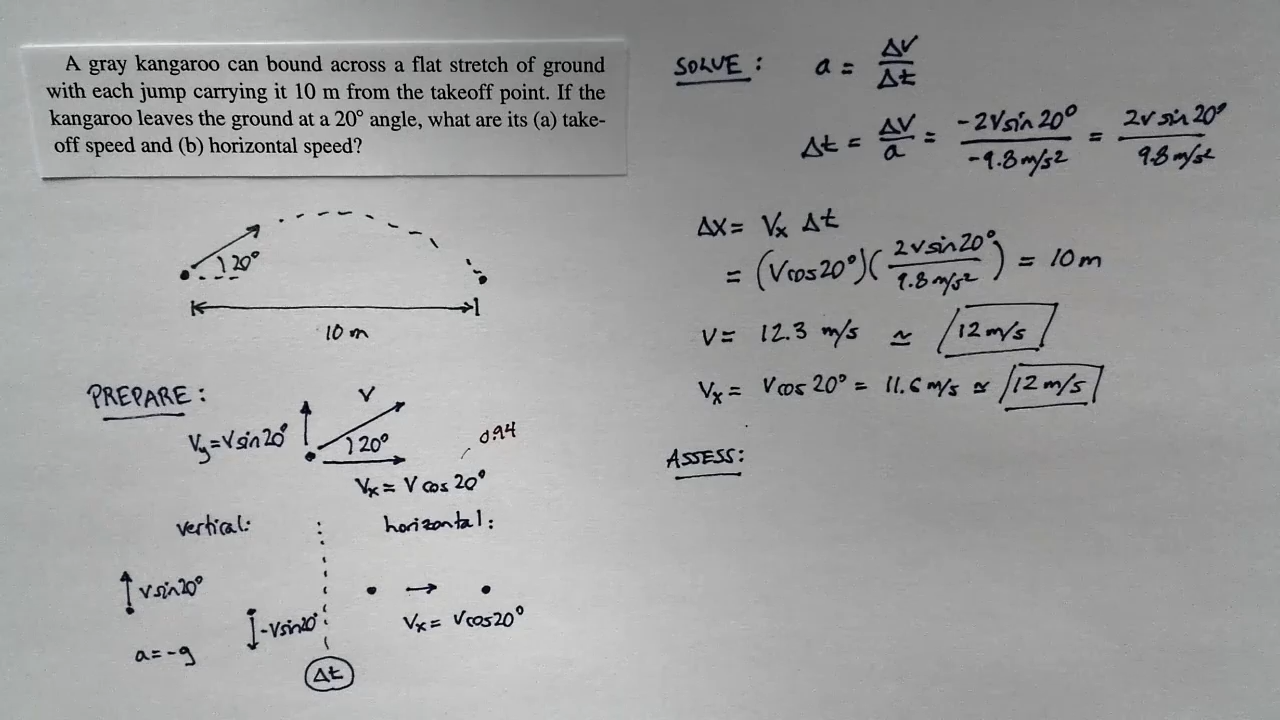 A gray kangaroo can bound across a flat stretch of ground
with each jump carrying it 10 m from the takeoff point. If the
kangaroo leaves the ground at a 20° angle, what are its (a) take-
off speed and (b) horizontal speed?
20°
10 m
PREPARE:
V
Vy = V sin 20°
20°
0.94
Vx = V cos 20°
vertical:
horizontal:
v sin 20°
-v sin 20°
Vx = V cos 20°
a = -g
Δt
SOLVE: a = ΔV / Δt
Δt = ΔV / a = -2V sin 20° / -9.8 m/s² = 2v sin 20° / 9.8 m/s²
Δx = Vx Δt
= (V cos 20°)(2v sin 20° / 9.8 m/s²) = 10 m
V = 12.3 m/s ≃ 12 m/s
Vx = V cos 20° = 11.6 m/s ≃ 12 m/s
ASSESS: